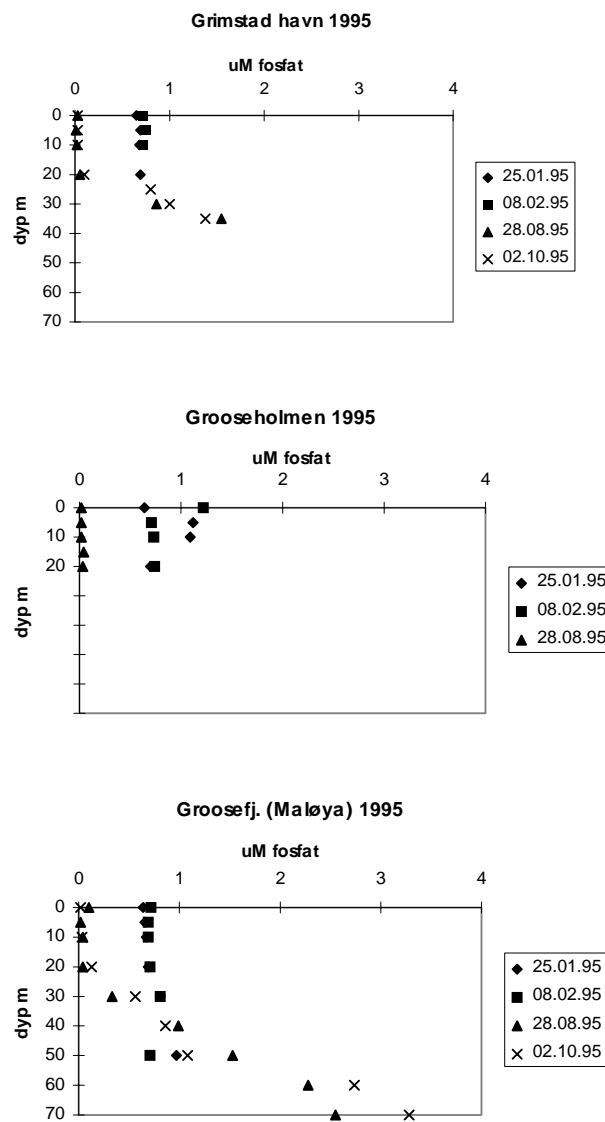 Grimstad havn 1995
uM fosfat
0 1 2 3 4
0
10
20
30
40
50
60
70
dyp m
25.01.95
08.02.95
28.08.95
02.10.95
Grooseholmen 1995
uM fosfat
0 1 2 3 4
0
10
20
dyp m
25.01.95
08.02.95
28.08.95
Groosefj. (Maløya) 1995
uM fosfat
0 1 2 3 4
0
10
20
30
40
50
60
70
dyp m
25.01.95
08.02.95
28.08.95
02.10.95